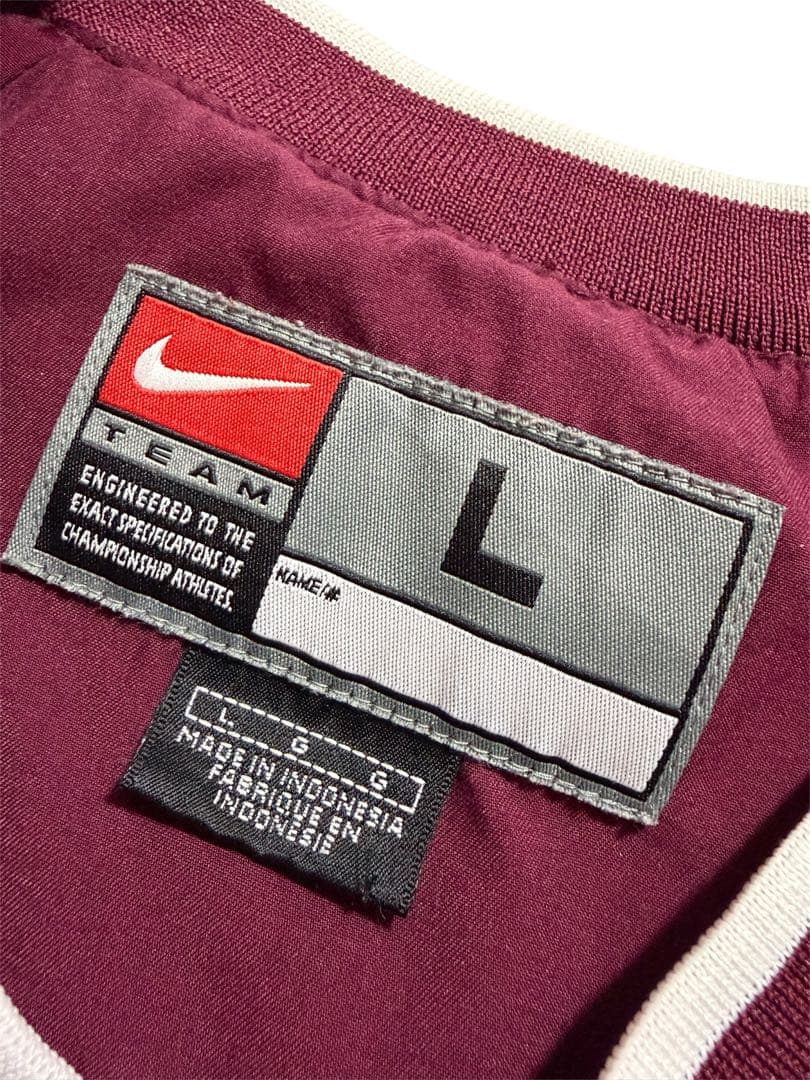 TEAM
ENGINEERED TO THE
EXACT SPECIFICATIONS OF
CHAMPIONSHIP ATHLETES.
L
NAME/#
L G G
MADE IN INDONESIA
FABRIQUE EN
INDONESIE